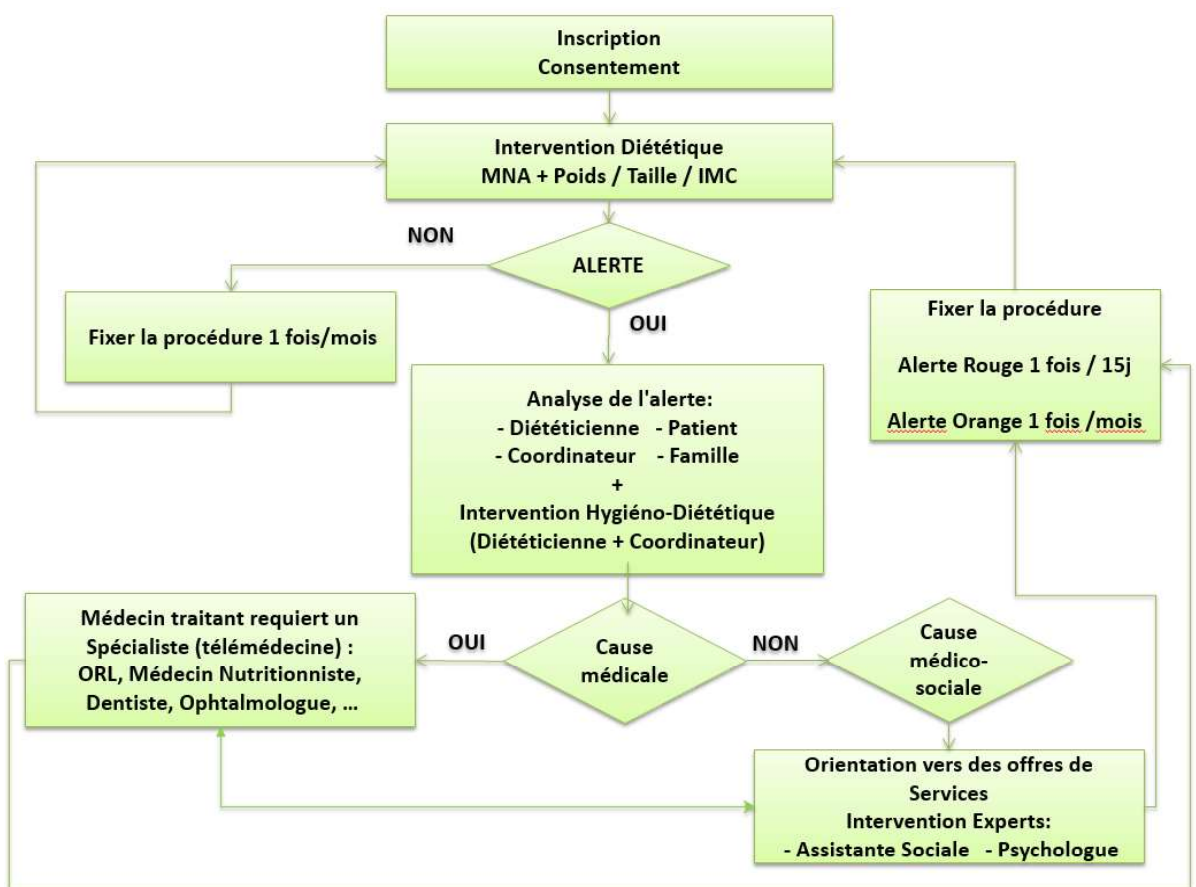 Inscription
Consentement
Intervention Diététique
MNA + Poids / Taille / IMC
NON
ALERTE
OUI
Fixer la procédure 1 fois/mois
Fixer la procédure
Alerte Rouge 1 fois / 15j
Alerte Orange 1 fois /mois
Analyse de l'alerte:
- Diététicienne - Patient
- Coordinateur - Famille
+
Intervention Hygiéno-Diététique
(Diététicienne + Coordinateur)
Médecin traitant requiert un
Spécialiste (télémédecine) :
ORL, Médecin Nutritionniste,
Dentiste, Ophtalmologue, ...
OUI
Cause
médicale
NON
Cause
médico-
sociale
Orientation vers des offres de
Services
Intervention Experts:
- Assistante Sociale - Psychologue